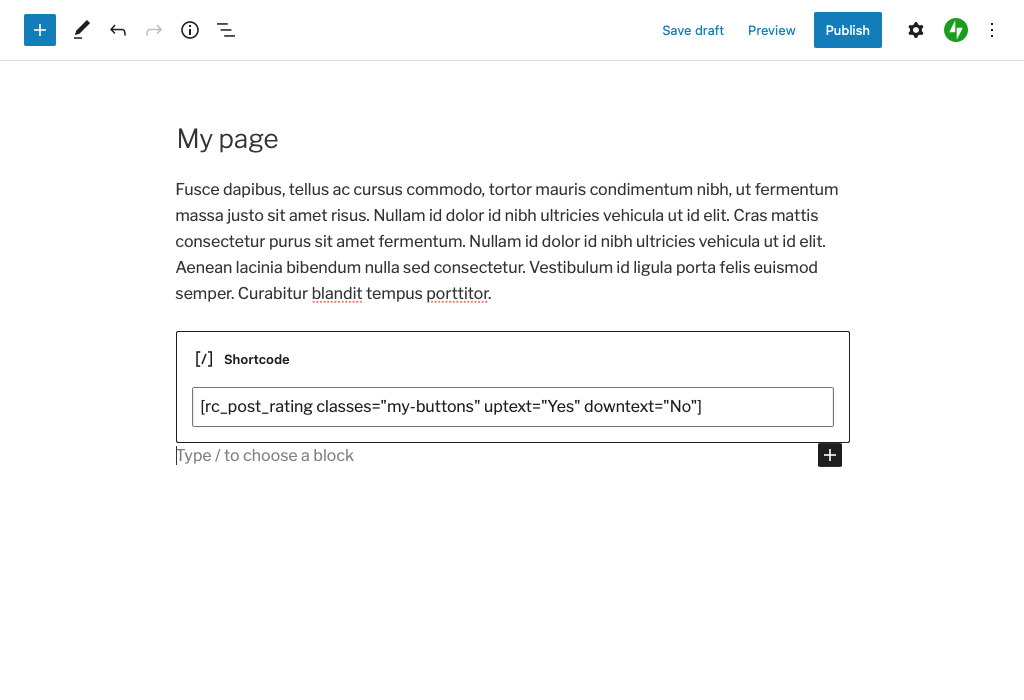 Save draft Preview Publish
My page
Fusce dapibus, tellus ac cursus commodo, tortor mauris condimentum nibh, ut fermentum
massa justo sit amet risus. Nullam id dolor id nibh ultricies vehicula ut id elit. Cras mattis
consectetur purus sit amet fermentum. Nullam id dolor id nibh ultricies vehicula ut id elit.
Aenean lacinia bibendum nulla sed consectetur. Vestibulum id ligula porta felis euismod
semper. Curabitur blandit tempus porttitor.
[/] Shortcode
[rc_post_rating classes="my-buttons" uptext="Yes" downtext="No"]
Type / to choose a block